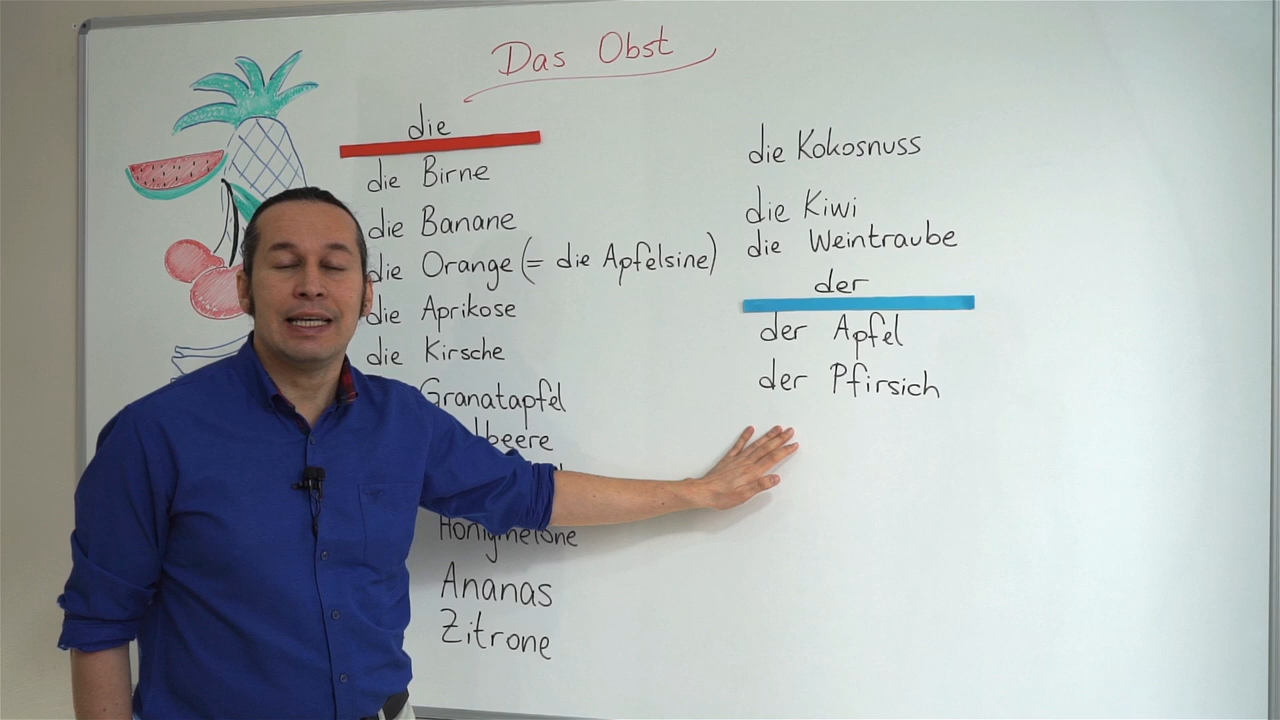 Das Obst
die
die Birne
die Banane
die Orange (= die Apfelsine)
die Aprikose
die Kirsche
Granatapfel
Honigmelone
Ananas
Zitrone
die Kokosnuss
die Kiwi
die Weintraube
der
der Apfel
der Pfirsich